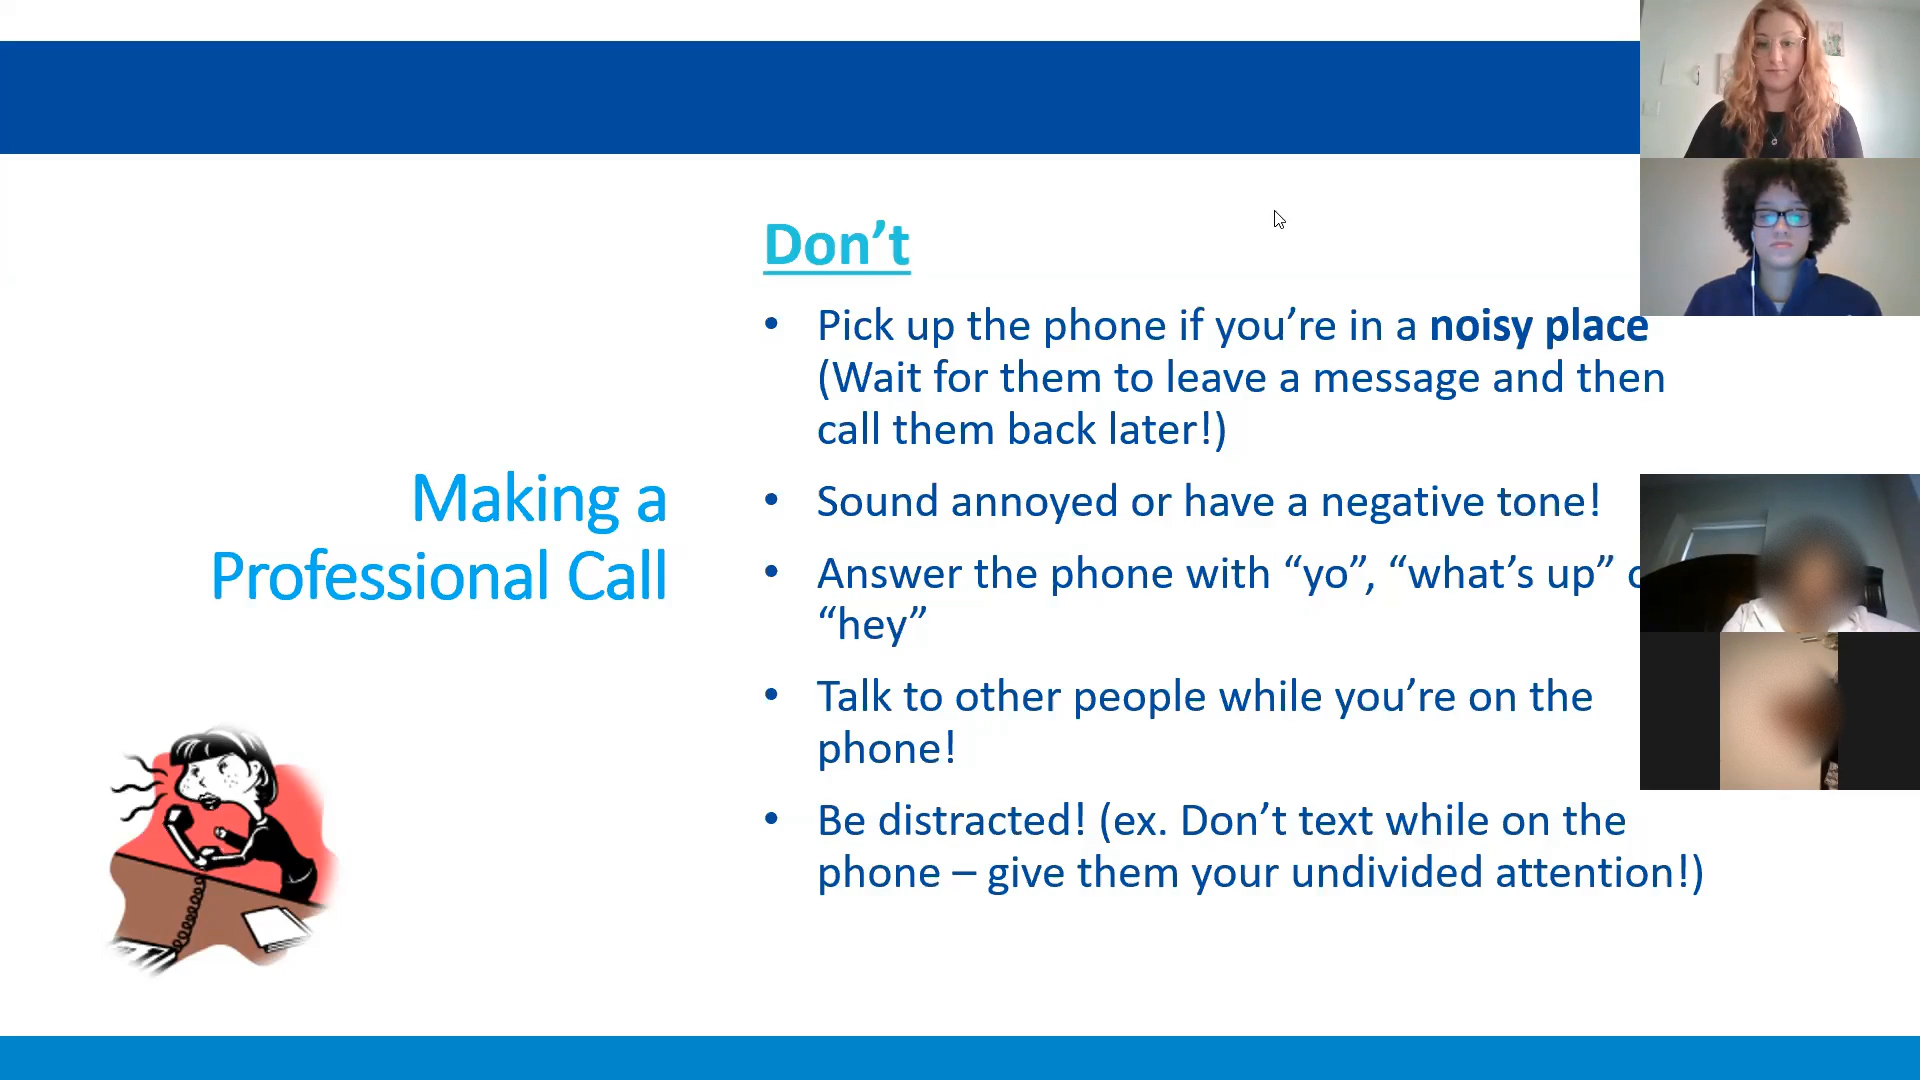 Making a
Professional Call
Don’t
• Pick up the phone if you’re in a noisy place
(Wait for them to leave a message and then
call them back later!)
• Sound annoyed or have a negative tone!
• Answer the phone with “yo”, “what’s up”
“hey”
• Talk to other people while you’re on the
phone!
• Be distracted! (ex. Don’t text while on the
phone – give them your undivided attention!)